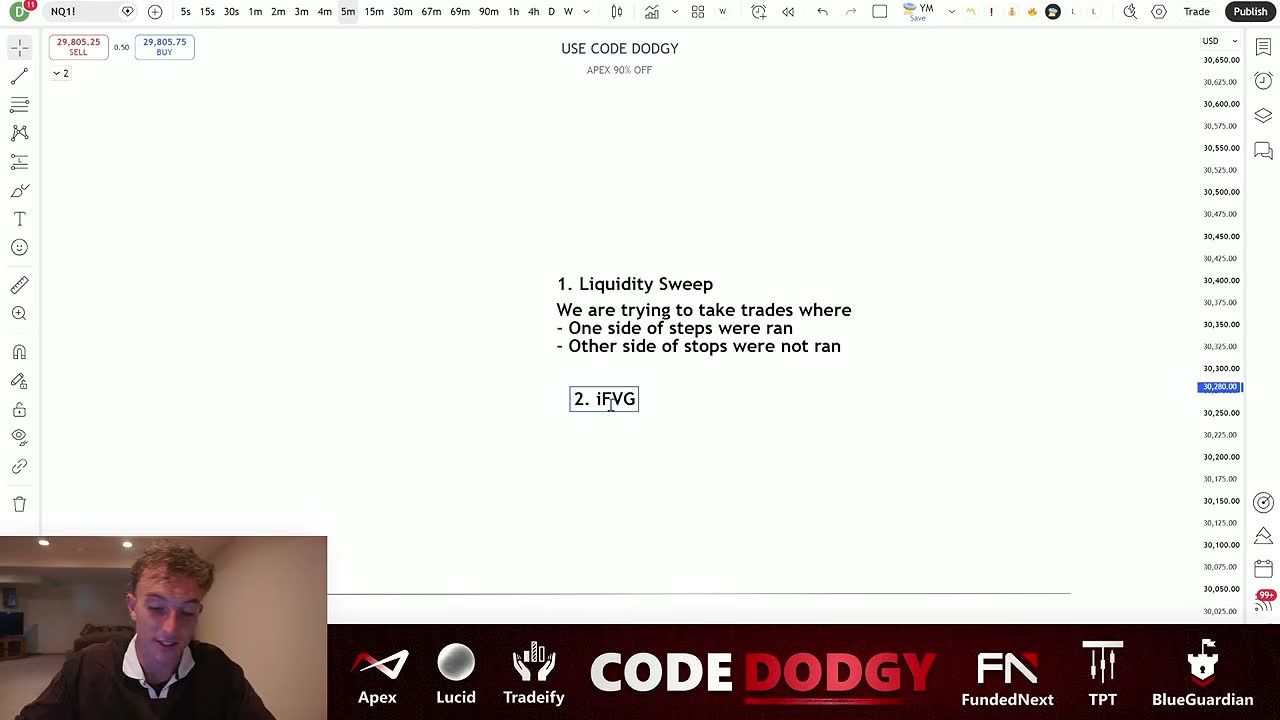 D 11 NQ1! 15s 30s 1m 2m 5m 15m 30m 67m 69m 90m 1h 4h D W W YM Save L L Trade Publish
29,805.25 SELL 0.50 29,805.75 BUY
2
USE CODE DODGY
APEX 90% OFF
USD
30,650.00
30,625.00
30,600.00
30,575.00
30,550.00
30,525.00
30,500.00
30,475.00
30,450.00
30,425.00
30,400.00
30,375.00
30,350.00
30,325.00
30,300.00
30,280.00
30,250.00
30,225.00
30,200.00
30,175.00
30,150.00
30,125.00
30,100.00
30,075.00
30,050.00
30,025.00
1. Liquidity Sweep
We are trying to take trades where
- One side of steps were ran
- Other side of stops were not ran
2. iFVG
99+
Apex Lucid Tradeify CODE DODGY FN FundedNext TPT BlueGuardian